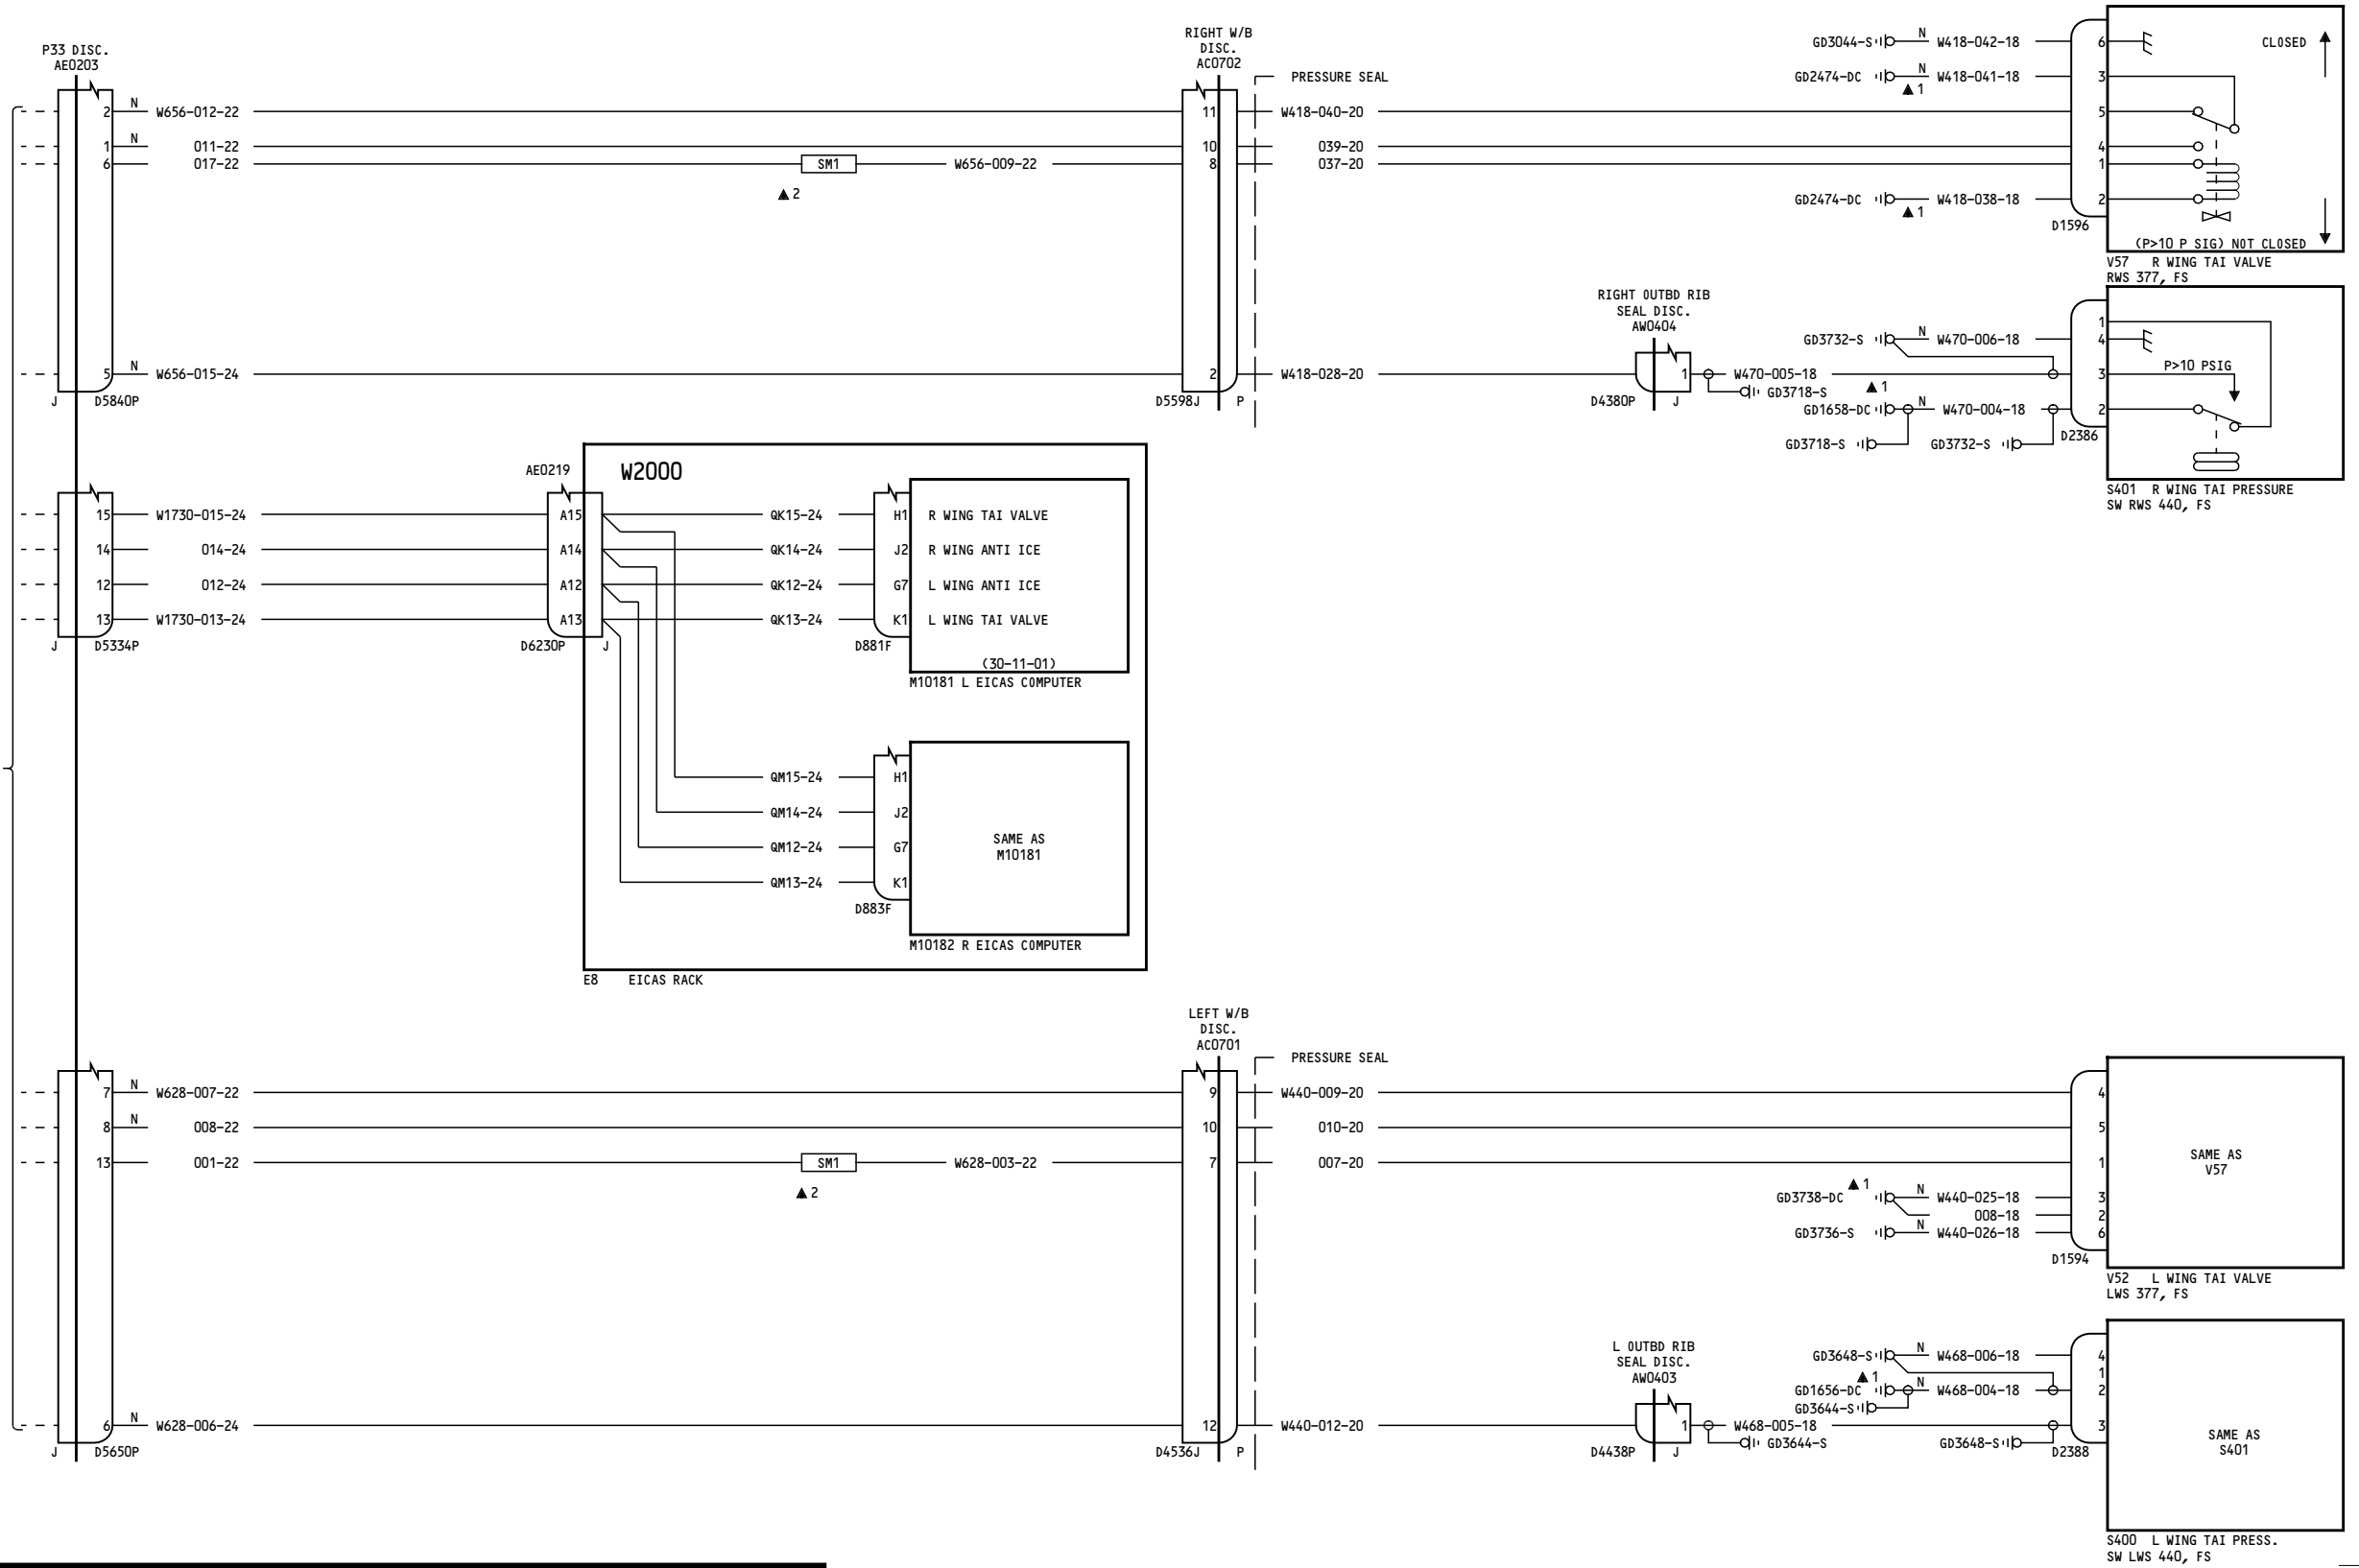 P33 DISC.
AE0203
2 N W656-012-22
1 N 011-22
6 017-22
SM1
W656-009-22
▲ 2
5 N W656-015-24
J D5840P
RIGHT W/B
DISC.
AC0702
PRESSURE SEAL
11 W418-040-20
10 039-20
8 037-20
2 W418-028-20
D5598J P
GD3044-S N W418-042-18 6
GD2474-DC N W418-041-18 3
▲ 1
5
4
1
GD2474-DC W418-038-18 2
▲ 1
D1596
CLOSED
(P>10 P SIG) NOT CLOSED
V57 R WING TAI VALVE
RWS 377, FS
RIGHT OUTBD RIB
SEAL DISC.
AW0404
1
D4380P J
1
GD3732-S N W470-006-18 4
W470-005-18 3
GD3718-S
▲ 1
GD1658-DC N W470-004-18 2
GD3718-S GD3732-S
D2386
P>10 PSIG
S401 R WING TAI PRESSURE
SW RWS 440, FS
15 W1730-015-24
14 014-24
12 012-24
13 W1730-013-24
J D5334P
AE0219
W2000
A15 QK15-24 H1 R WING TAI VALVE
A14 QK14-24 J2 R WING ANTI ICE
A12 QK12-24 G7 L WING ANTI ICE
A13 QK13-24 K1 L WING TAI VALVE
D6230P J D881F
(30-11-01)
M10181 L EICAS COMPUTER
QM15-24 H1
QM14-24 J2
QM12-24 G7
QM13-24 K1
D883F
SAME AS
M10181
M10182 R EICAS COMPUTER
E8 EICAS RACK
LEFT W/B
DISC.
AC0701
PRESSURE SEAL
7 N W628-007-22 9 W440-009-20 4
8 N 008-22 10 010-20 5
13 001-22 SM1 W628-003-22 7 007-20 1
▲ 2
▲ 1
GD3738-DC N W440-025-18 3
008-18 2
GD3736-S N W440-026-18 6
D1594
SAME AS
V57
V52 L WING TAI VALVE
LWS 377, FS
L OUTBD RIB
SEAL DISC.
AW0403
GD3648-S N W468-006-18 4
▲ 1
1
GD1656-DC N W468-004-18 2
GD3644-S
6 N W628-006-24 12 W440-012-20 1 W468-005-18 3
GD3644-S GD3648-S
J D5650P D4536J P D4438P J D2388
SAME AS
S401
S400 L WING TAI PRESS.
SW LWS 440, FS